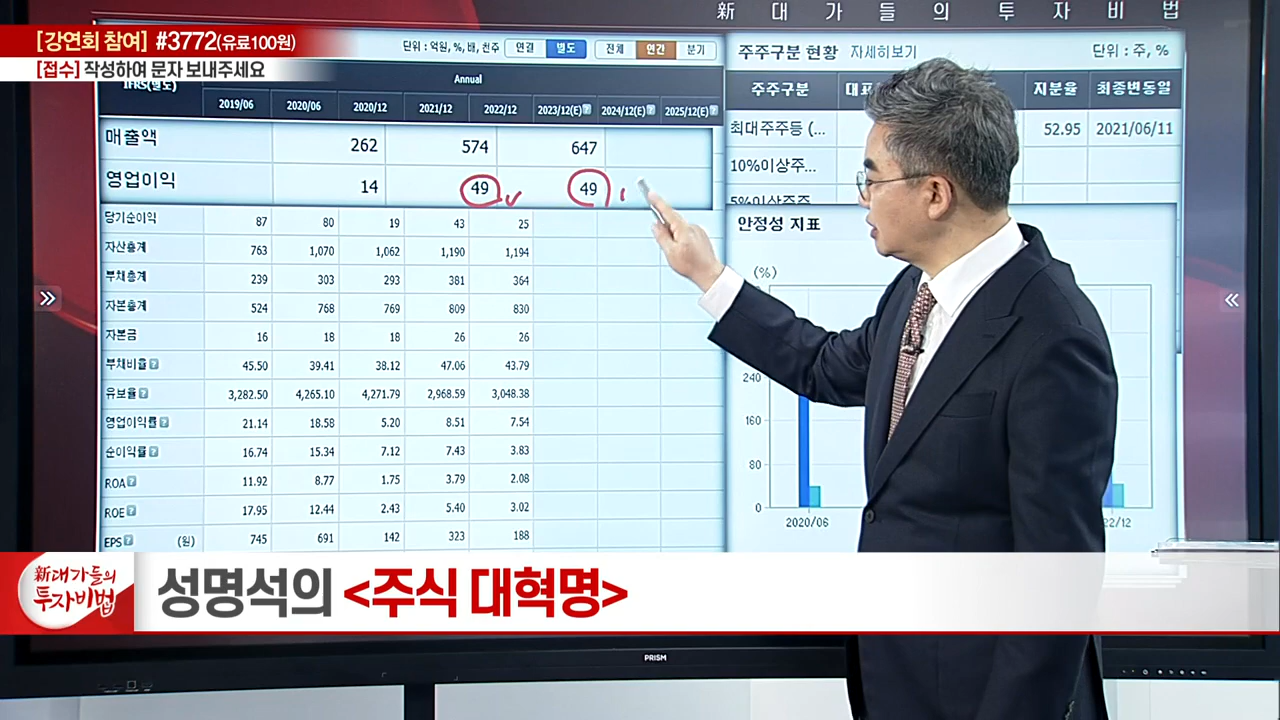 新 대가들의 투자비법
[강연회 참여] #3772(유료100원)
[접수] 작성하여 문자 보내주세요
단위 : 억원, %, 배, 천주 연결 별도 전체 연간 분기
IFRS(별도) Annual
2019/06 2020/06 2020/12 2021/12 2022/12 2023/12(E) 2024/12(E) 2025/12(E)
매출액 262 574 647
영업이익 14 49 49
당기순이익 87 80 19 43 25
자산총계 763 1,070 1,062 1,190 1,194
부채총계 239 303 293 381 364
자본총계 524 768 769 809 830
자본금 16 18 18 26 26
부채비율 45.50 39.41 38.12 47.06 43.79
유보율 3,282.50 4,265.10 4,271.79 2,968.59 3,048.38
영업이익률 21.14 18.58 5.20 8.51 7.54
순이익률 16.74 15.34 7.12 7.43 3.83
ROA 11.92 8.77 1.75 3.79 2.08
ROE 17.95 12.44 2.43 5.40 3.02
EPS (원) 745 691 142 323 188
주주구분 현황 자세히보기 단위 : 주, %
주주구분 대표 지분율 최종변동일
최대주주등 (... 52.95 2021/06/11
10%이상주...
5%이상주주
안정성 지표
(%)
240
160
80
0
2020/06 22/12
新대가들의
투자비법
성명석의 <주식 대혁명>
PRISM